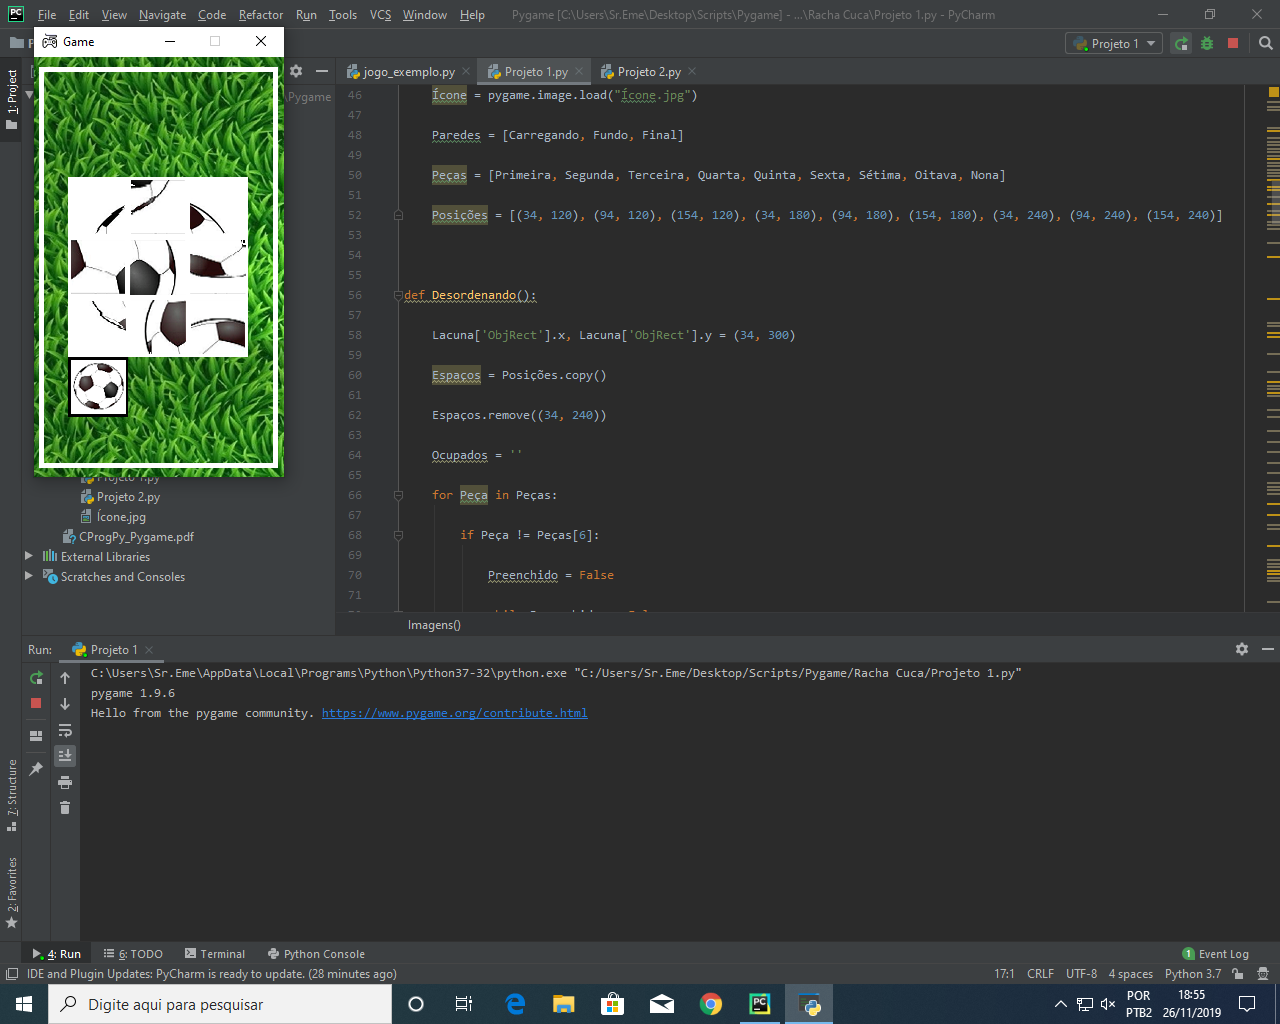 File Edit View Navigate Code Refactor Run Tools VCS Window Help Pygame [C:\Users\Sr.Eme\Desktop\Scripts\Pygame] - ...\Racha Cuca\Projeto 1.py - PyCharm
Game
Projeto 1
1: Project
\Pygame
jogo_exemplo.py
Projeto 1.py
Projeto 2.py
46 Ícone = pygame.image.load("Ícone.jpg")
47
48 Paredes = [Carregando, Fundo, Final]
49
50 Peças = [Primeira, Segunda, Terceira, Quarta, Quinta, Sexta, Sétima, Oitava, Nona]
51
52 Posições = [(34, 120), (94, 120), (154, 120), (34, 180), (94, 180), (154, 180), (34, 240), (94, 240), (154, 240)]
53
54
55
56 def Desordenando():
57
58 Lacuna['ObjRect'].x, Lacuna['ObjRect'].y = (34, 300)
59
60 Espaços = Posições.copy()
61
62 Espaços.remove((34, 240))
63
64 Ocupados = ''
65
66 for Peça in Peças:
67
68 if Peça != Peças[6]:
69
70 Preenchido = False
71
Imagens()
Projeto 1.py
Projeto 2.py
Ícone.jpg
CProgPy_Pygame.pdf
External Libraries
Scratches and Consoles
Run: Projeto 1
C:\Users\Sr.Eme\AppData\Local\Programs\Python\Python37-32\python.exe "C:/Users/Sr.Eme/Desktop/Scripts/Pygame/Racha Cuca/Projeto 1.py"
pygame 1.9.6
Hello from the pygame community. https://www.pygame.org/contribute.html
7: Structure
2: Favorites
4: Run 6: TODO Terminal Python Console 1 Event Log
IDE and Plugin Updates: PyCharm is ready to update. (28 minutes ago) 17:1 CRLF UTF-8 4 spaces Python 3.7
Digite aqui para pesquisar
POR 18:55
PTB2 26/11/2019